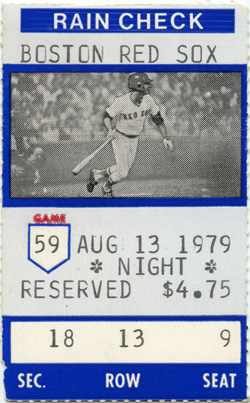 RAIN CHECK
BOSTON RED SOX
RED SOX
GAME
59 AUG 13 1979
* NIGHT *
RESERVED $4.75
18 13 9
SEC. ROW SEAT